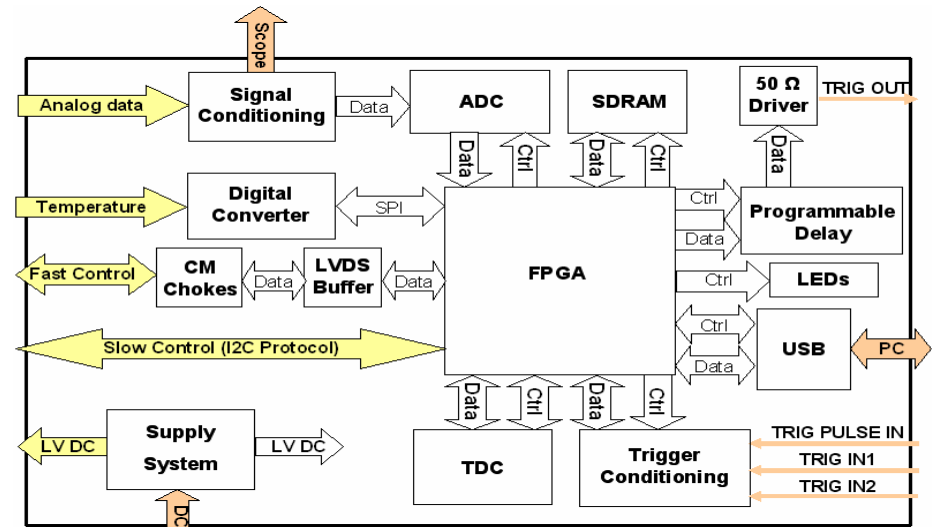 Scope
Analog data
Signal
Conditioning
Data
ADC
SDRAM
50 Ω
Driver
TRIG OUT
Data
Ctrl
Data
Ctrl
Data
Temperature
Digital
Converter
SPI
Ctrl
Data
Programmable
Delay
Fast Control
CM
Chokes
Data
LVDS
Buffer
Data
FPGA
Ctrl
LEDs
Slow Control (I2C Protocol)
Ctrl
Data
USB
PC
Data
Ctrl
Data
Ctrl
LV DC
Supply
System
LV DC
DC
TDC
Trigger
Conditioning
TRIG PULSE IN
TRIG IN1
TRIG IN2